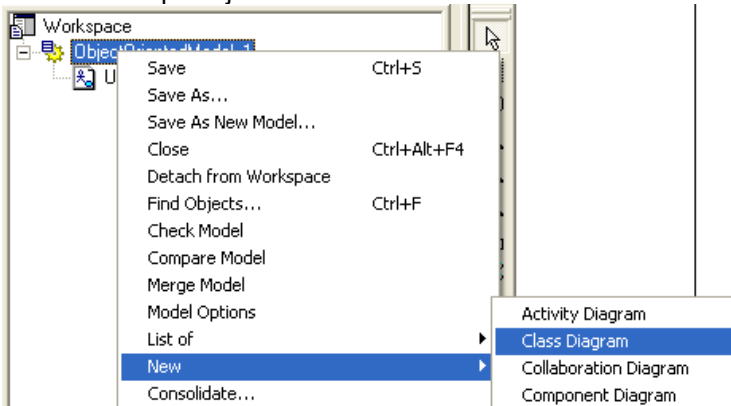 Workspace
ObjectOrientedModel_1
U
Save Ctrl+S
Save As...
Save As New Model...
Close Ctrl+Alt+F4
Detach from Workspace
Find Objects... Ctrl+F
Check Model
Compare Model
Merge Model
Model Options
List of
New
Consolidate...
Activity Diagram
Class Diagram
Collaboration Diagram
Component Diagram